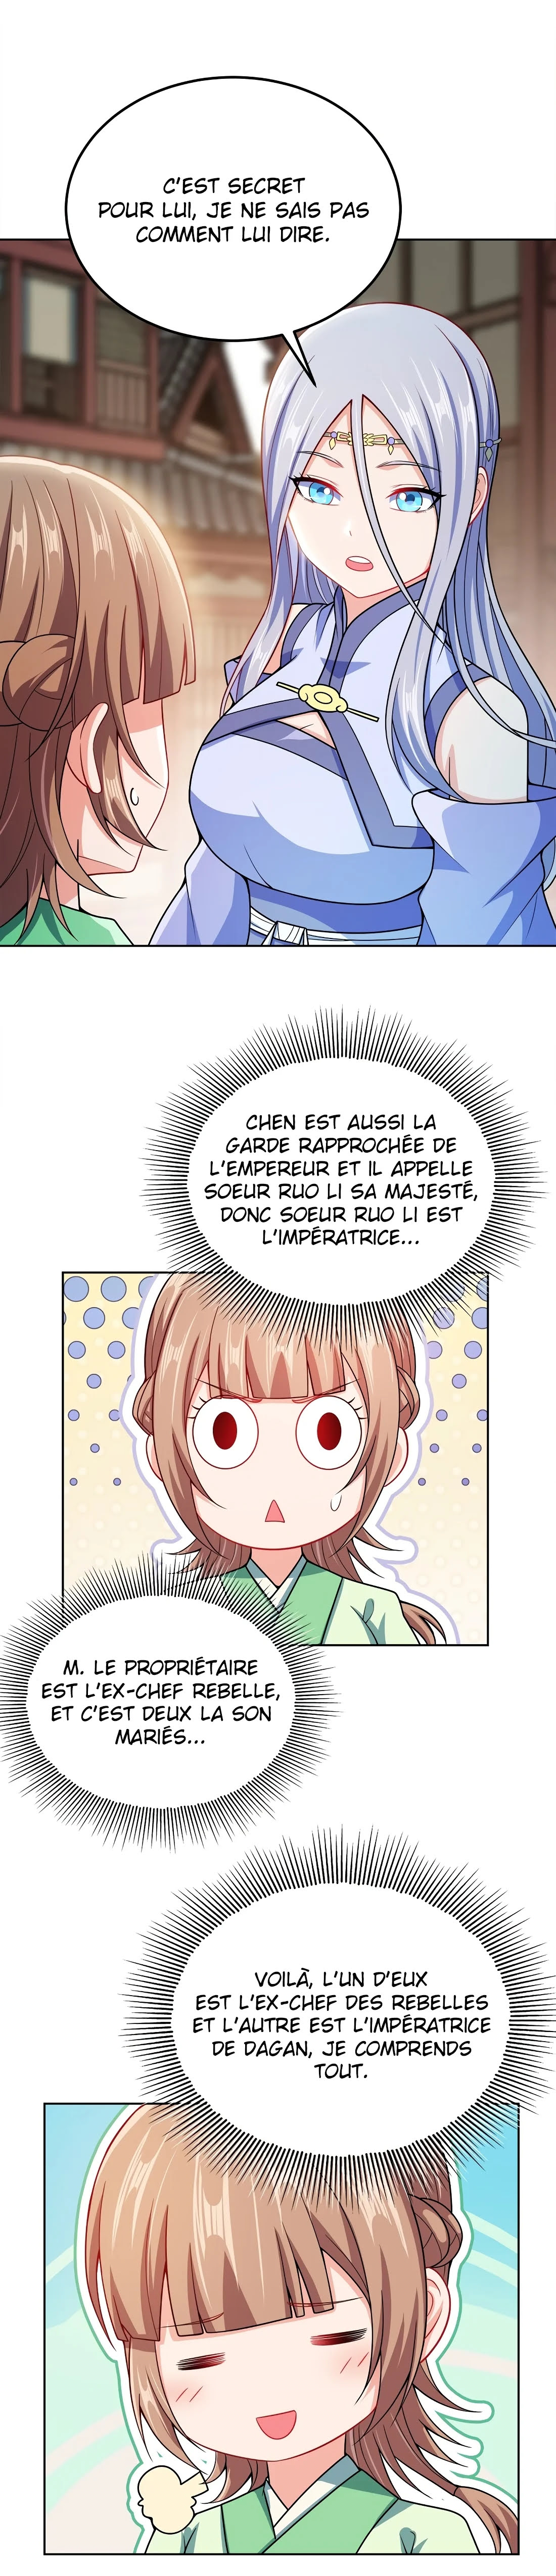 C'EST SECRET
POUR LUI, JE NE SAIS PAS
COMMENT LUI DIRE.
CHEN EST AUSSI LA
GARDE RAPPROCHÉE DE
L'EMPEREUR ET IL APPELLE
SOEUR RUO LI SA MAJESTÉ,
DONC SOEUR RUO LI EST
L'IMPÉRATRICE...
M. LE PROPRIÉTAIRE
EST L'EX-CHEF REBELLE,
ET C'EST DEUX LA SON
MARIÉS...
VOILÀ, L'UN D'EUX
EST L'EX-CHEF DES REBELLES
ET L'AUTRE EST L'IMPÉRATRICE
DE DAGAN, JE COMPRENDS
TOUT.